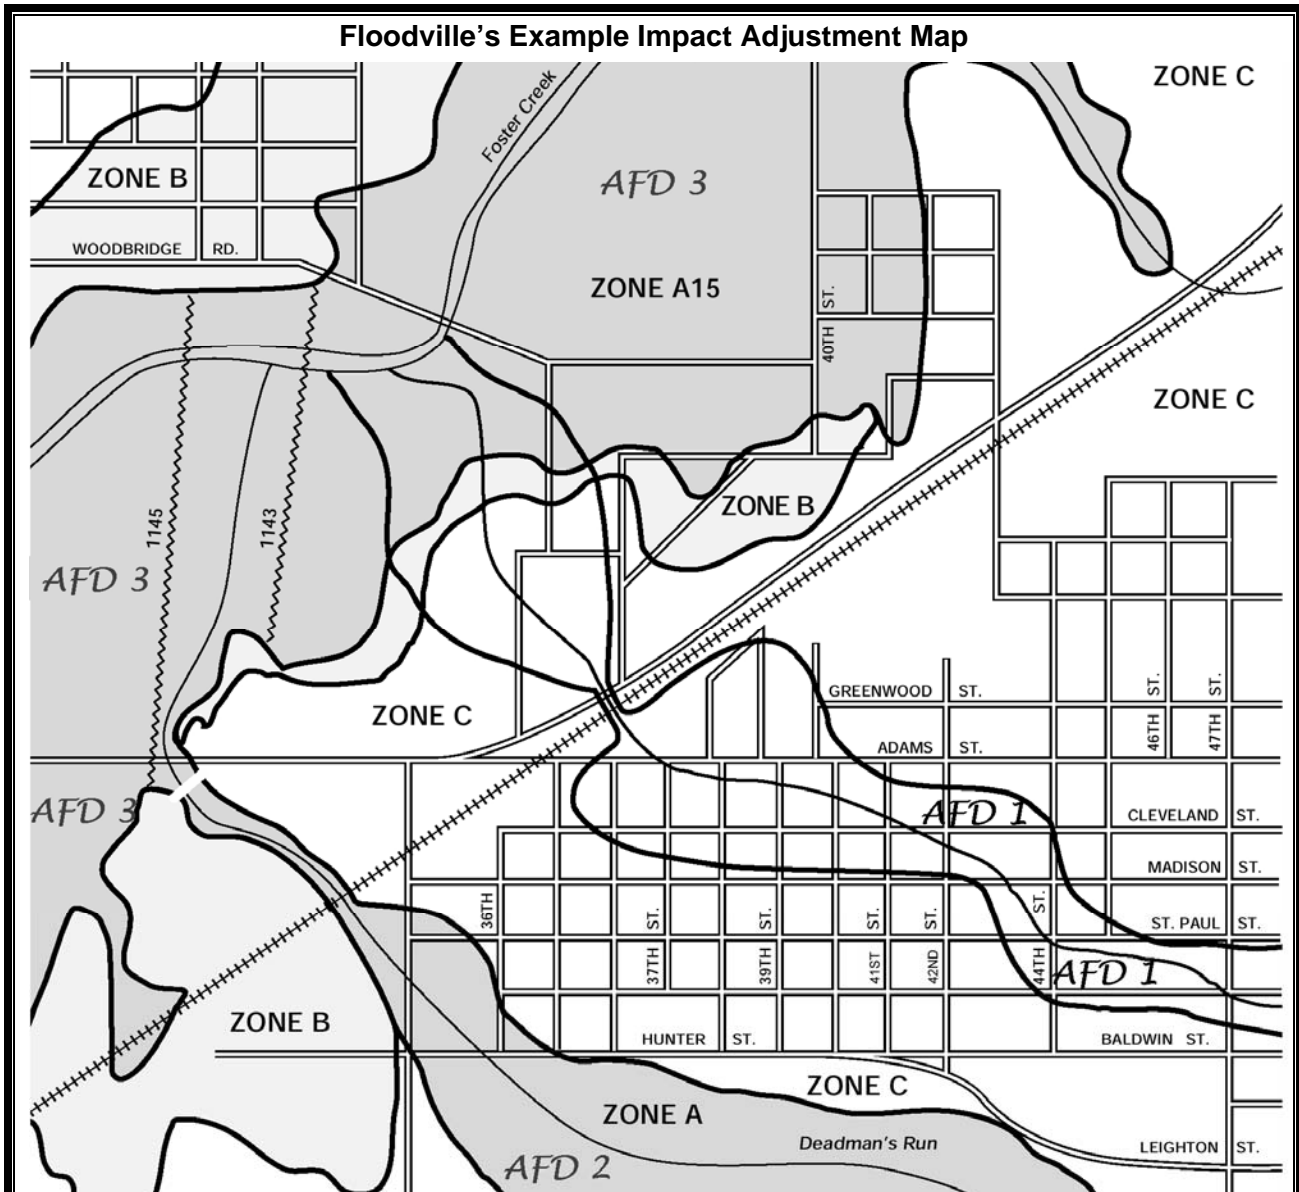 Floodville's Example Impact Adjustment Map
ZONE C
Foster Creek
ZONE B
AFD 3
WOODBRIDGE RD.
ZONE A15
40TH ST.
ZONE C
ZONE B
1145
1143
AFD 3
GREENWOOD ST.
46TH ST.
47TH ST.
ZONE C
ADAMS ST.
AFD 3
AFD 1
CLEVELAND ST.
MADISON ST.
36TH
37TH ST.
39TH ST.
41ST ST.
42ND ST.
44TH ST.
ST. PAUL ST.
AFD 1
ZONE B
HUNTER ST.
BALDWIN ST.
ZONE C
ZONE A
Deadman's Run
LEIGHTON ST.
AFD 2